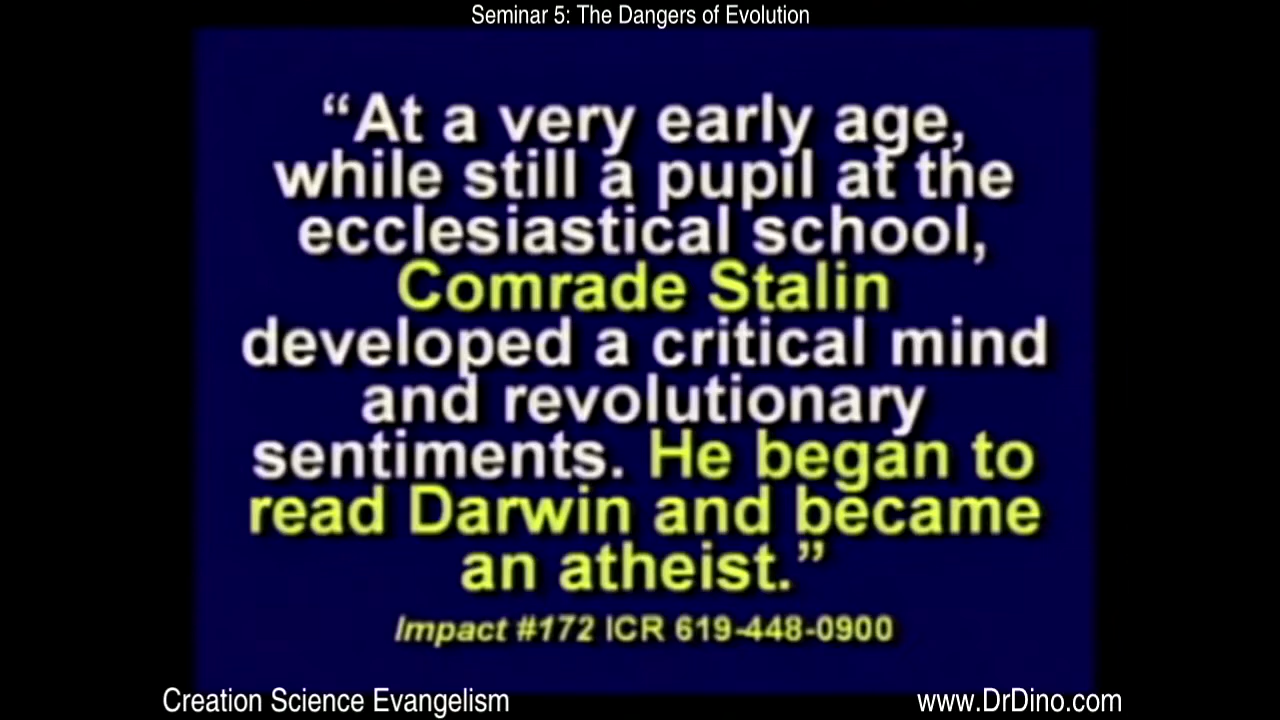 Seminar 5: The Dangers of Evolution
“At a very early age,
while still a pupil at the
ecclesiastical school,
Comrade Stalin
developed a critical mind
and revolutionary
sentiments. He began to
read Darwin and became
an atheist.”
Impact #172 ICR 619-448-0900
Creation Science Evangelism
www.DrDino.com